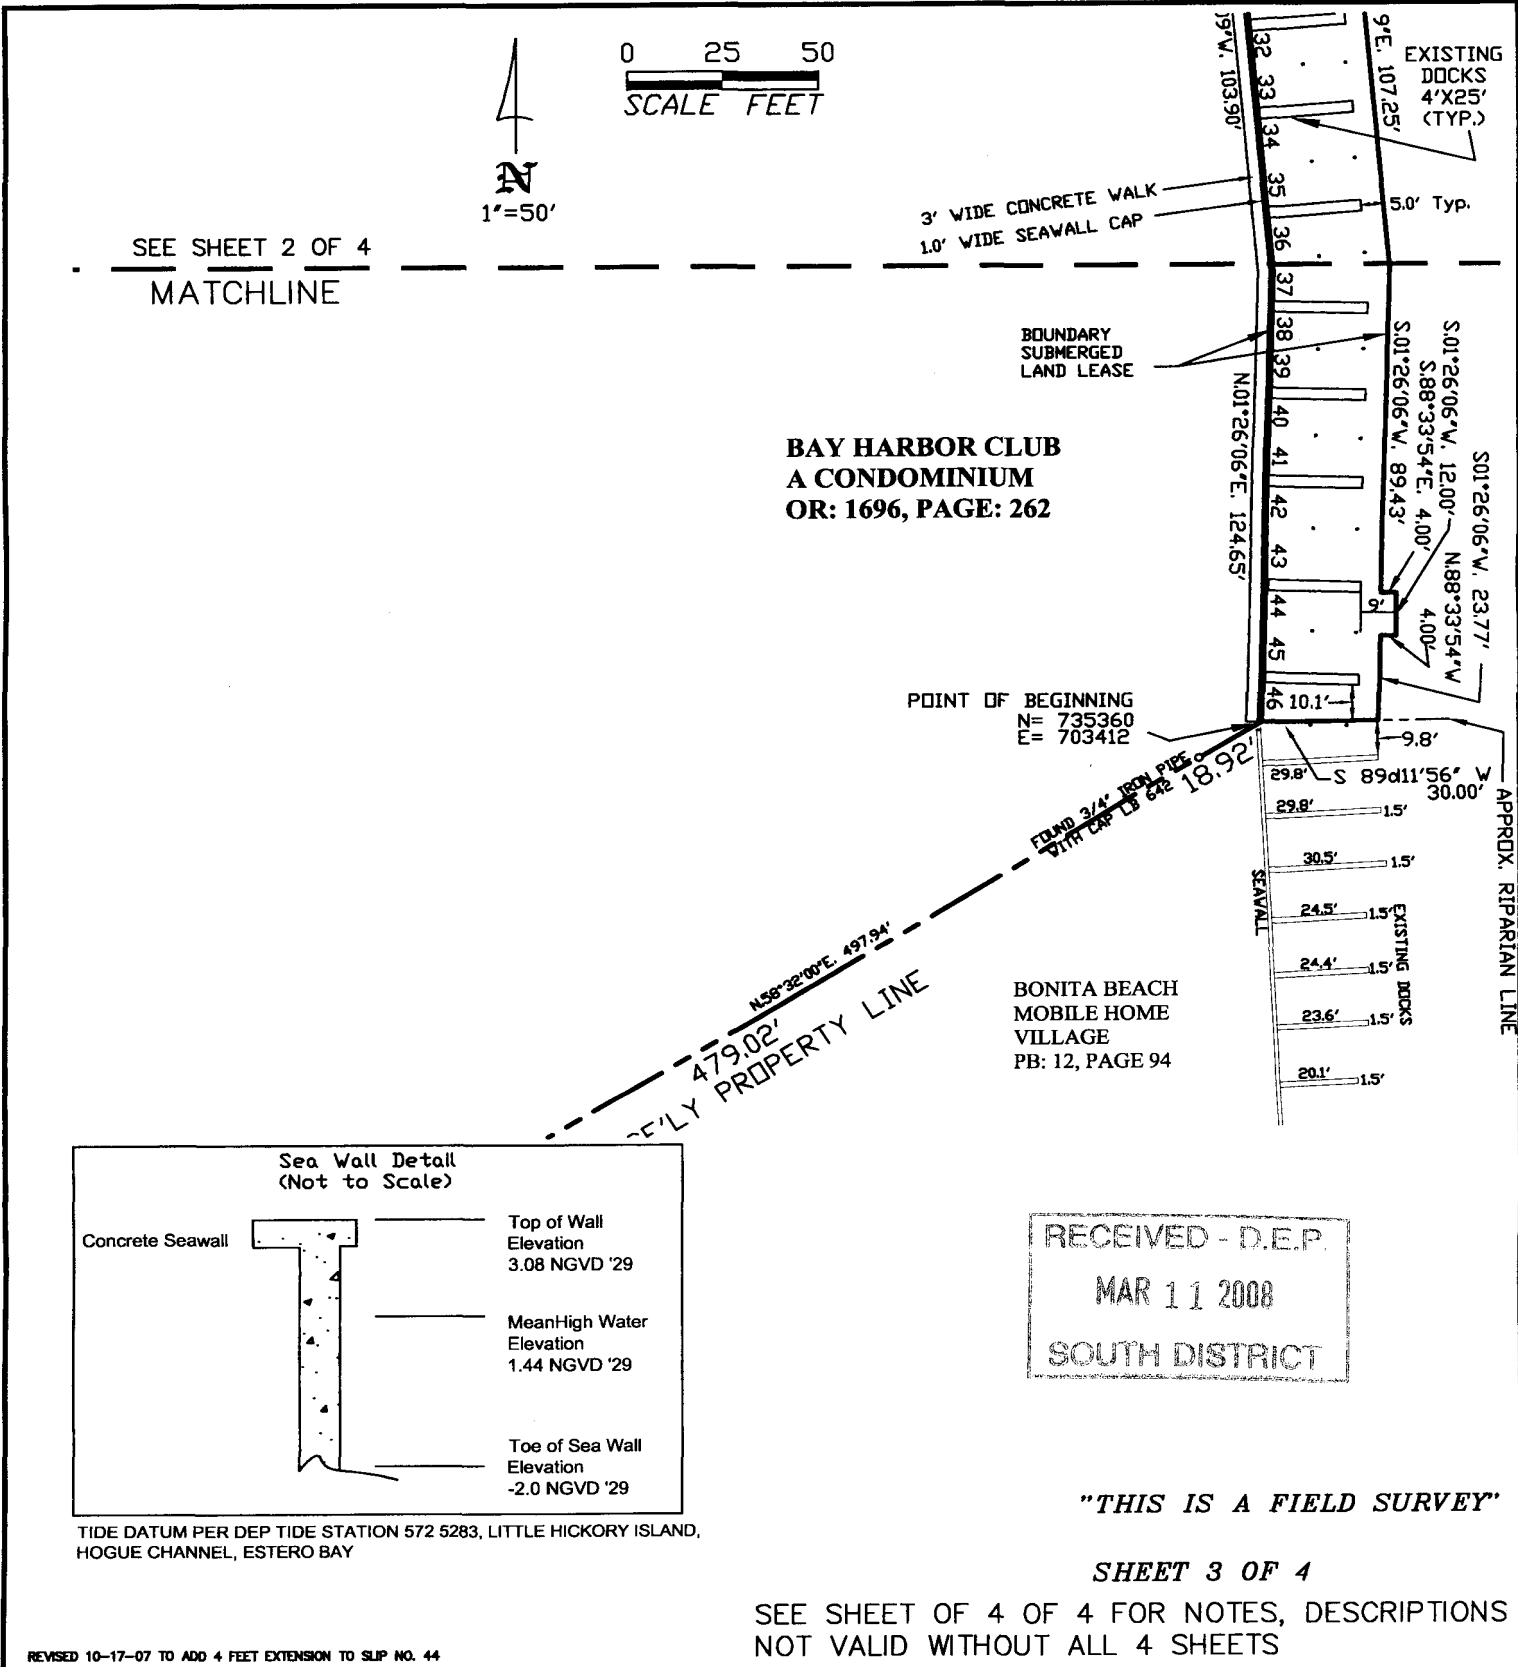 0 25 50
SCALE FEET
N
1"=50'
SEE SHEET 2 OF 4
MATCHLINE
9"W. 103.90'
9"E. 107.25'
EXISTING
DOCKS
4'X25'
(TYP.)
32
33
34
35
36
5.0' Typ.
3' WIDE CONCRETE WALK
1.0' WIDE SEAWALL CAP
37
38
39
40
41
42
43
44
45
46
BOUNDARY
SUBMERGED
LAND LEASE
N.01°26'06"E. 124.65'
S.01°26'06"W. 89.43'
S.88°33'54"E. 4.00'
S.01°26'06"W. 12.00'
N.88°33'54"W
4.00'
S01°26'06"W. 23.77'
9'
10.1'
BAY HARBOR CLUB
A CONDOMINIUM
OR: 1696, PAGE: 262
POINT OF BEGINNING
N= 735360
E= 703412
FOUND 3/4" IRON PIPE
WITH CAP LB 642
18.92'
9.8'
S 89d11'56" W
30.00'
APPROX. RIPARIAN LINE
29.8'
29.8' 1.5'
30.5' 1.5'
24.5' 1.5'
24.4' 1.5'
23.6' 1.5'
20.1' 1.5'
SEAWALL
EXISTING DOCKS
N.58°32'00"E. 497.94'
479.02'
LY PROPERTY LINE
BONITA BEACH
MOBILE HOME
VILLAGE
PB: 12, PAGE 94
Sea Wall Detail
(Not to Scale)
Concrete Seawall
Top of Wall
Elevation
3.08 NGVD '29
MeanHigh Water
Elevation
1.44 NGVD '29
Toe of Sea Wall
Elevation
-2.0 NGVD '29
TIDE DATUM PER DEP TIDE STATION 572 5283, LITTLE HICKORY ISLAND,
HOGUE CHANNEL, ESTERO BAY
RECEIVED - D.E.P.
MAR 11 2008
SOUTH DISTRICT
"THIS IS A FIELD SURVEY"
SHEET 3 OF 4
SEE SHEET OF 4 OF 4 FOR NOTES, DESCRIPTIONS
NOT VALID WITHOUT ALL 4 SHEETS
REVISED 10-17-07 TO ADD 4 FEET EXTENSION TO SLIP NO. 44